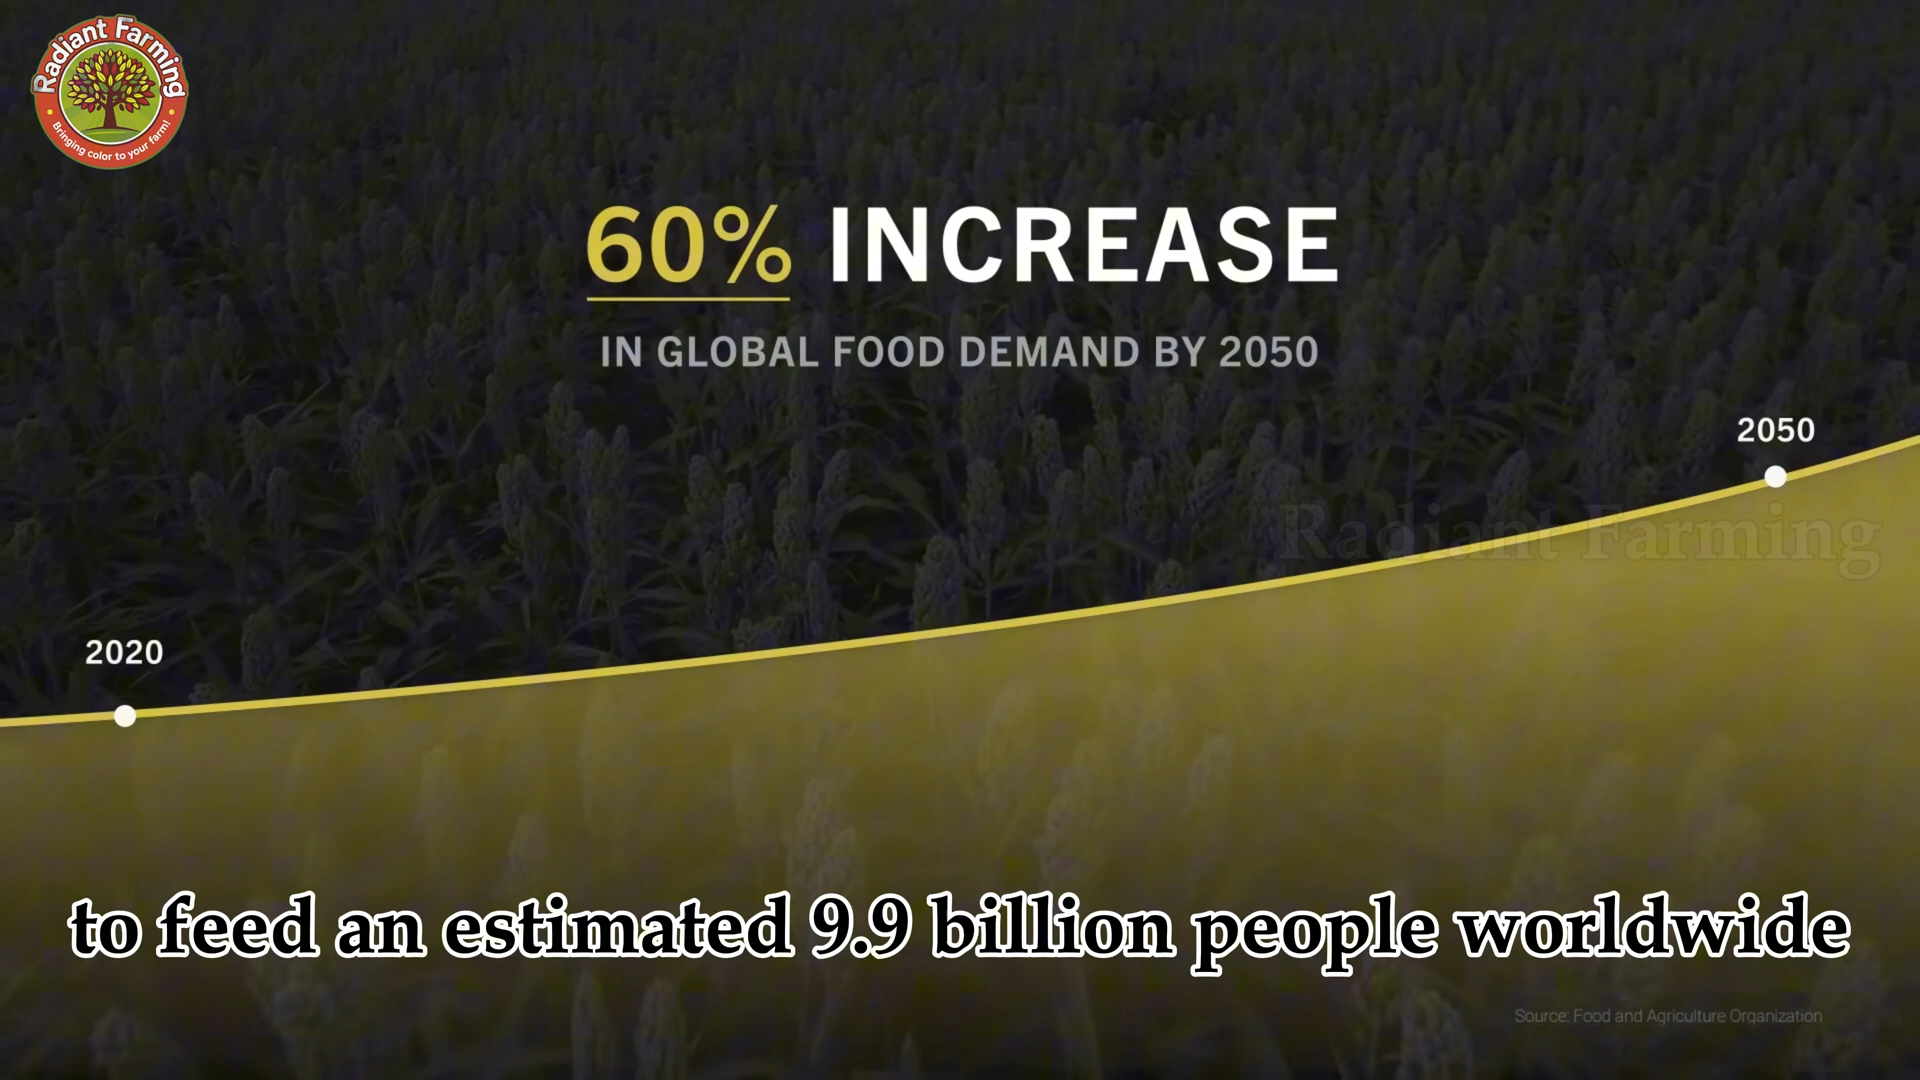 Radiant Farming
Bringing color to your farm!
60% INCREASE
IN GLOBAL FOOD DEMAND BY 2050
2050
Radiant Farming
2020
to feed an estimated 9.9 billion people worldwide
Source: Food and Agriculture Organization